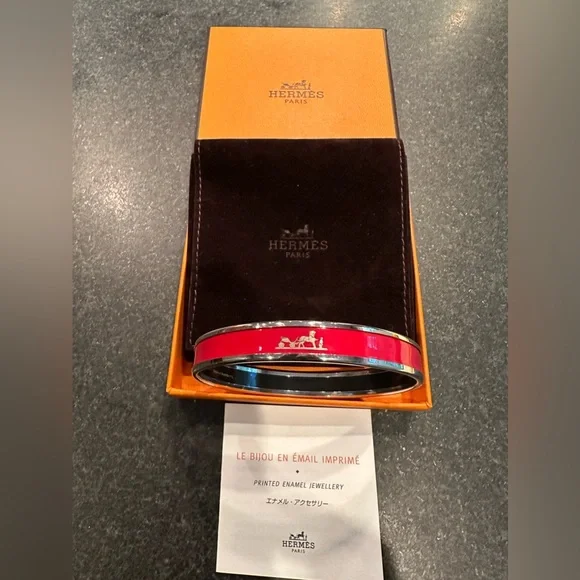 HERMÈS
PARIS
HERMÈS
PARIS
LE BIJOU EN ÉMAIL IMPRIMÉ
PRINTED ENAMEL JEWELLERY
エナメル・アクセサリー
HERMÈS
PARIS